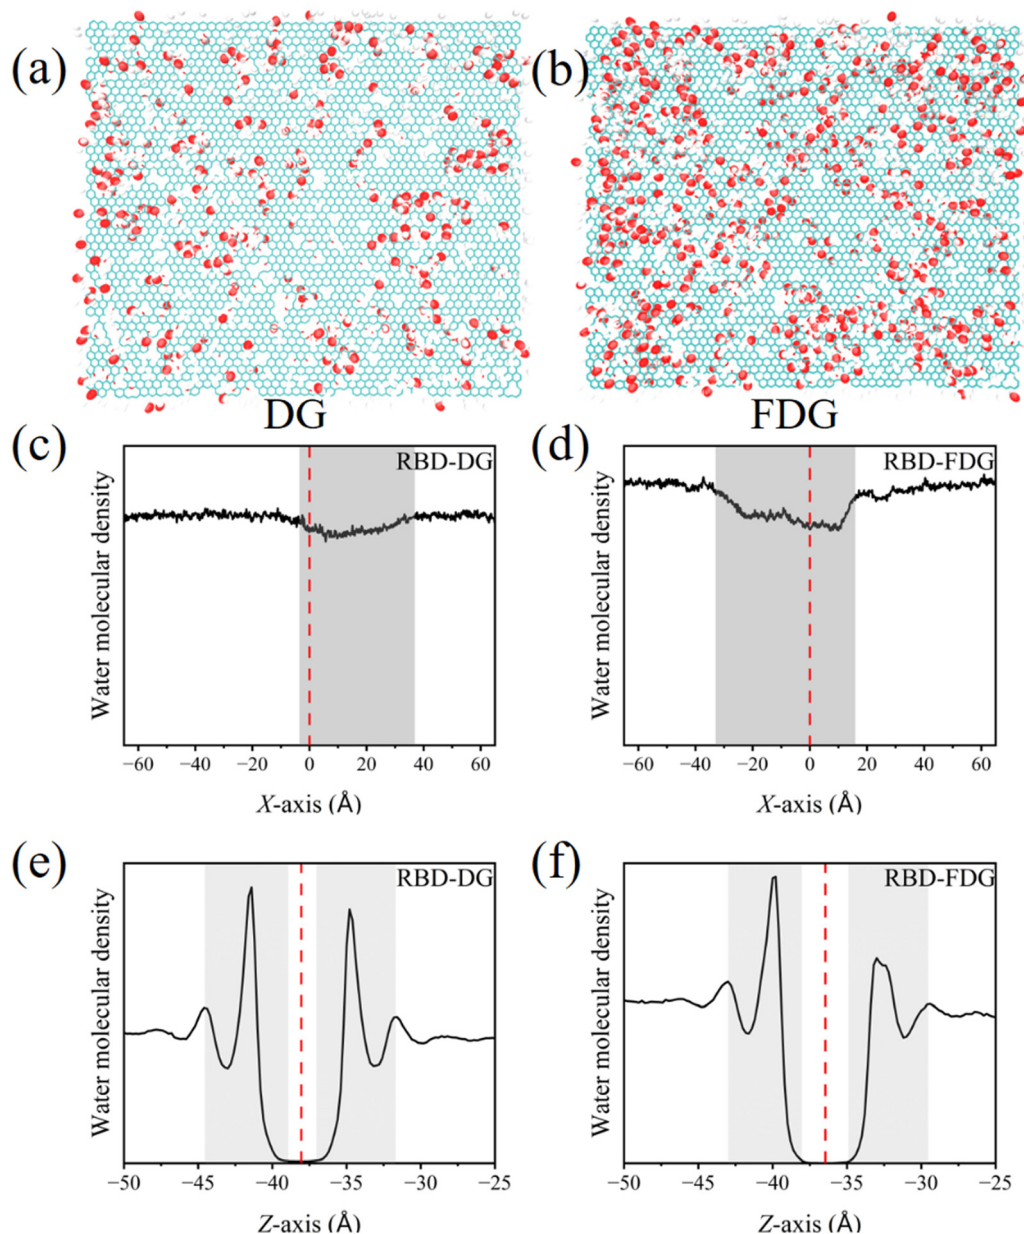 (a)
(b)
DG
FDG
(c)
RBD-DG
Water molecular density
−60 −40 −20 0 20 40 60
X-axis (Å)
(d)
RBD-FDG
Water molecular density
−60 −40 −20 0 20 40 60
X-axis (Å)
(e)
RBD-DG
Water molecular density
−50 −45 −40 −35 −30 −25
Z-axis (Å)
(f)
RBD-FDG
Water molecular density
−50 −45 −40 −35 −30 −25
Z-axis (Å)